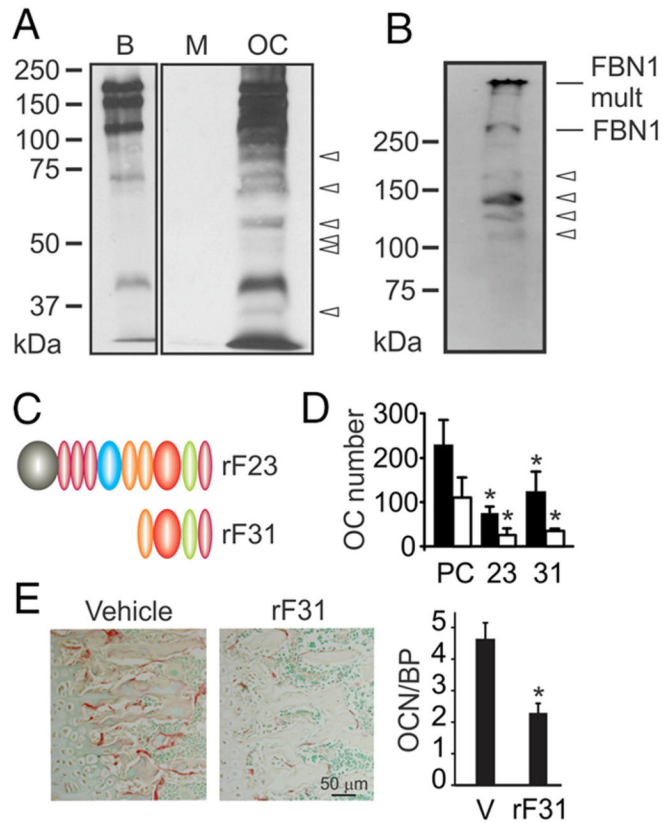 A
B M OC
250
150
100
75
50
37
kDa
B
FBN1
mult
FBN1
250
150
100
75
kDa
C
rF23
rF31
D
OC number
300
200
100
0
PC 23 31
* * * *
E
Vehicle rF31
50 µm
OCN/BP
5
4
3
2
1
0
*
V rF31